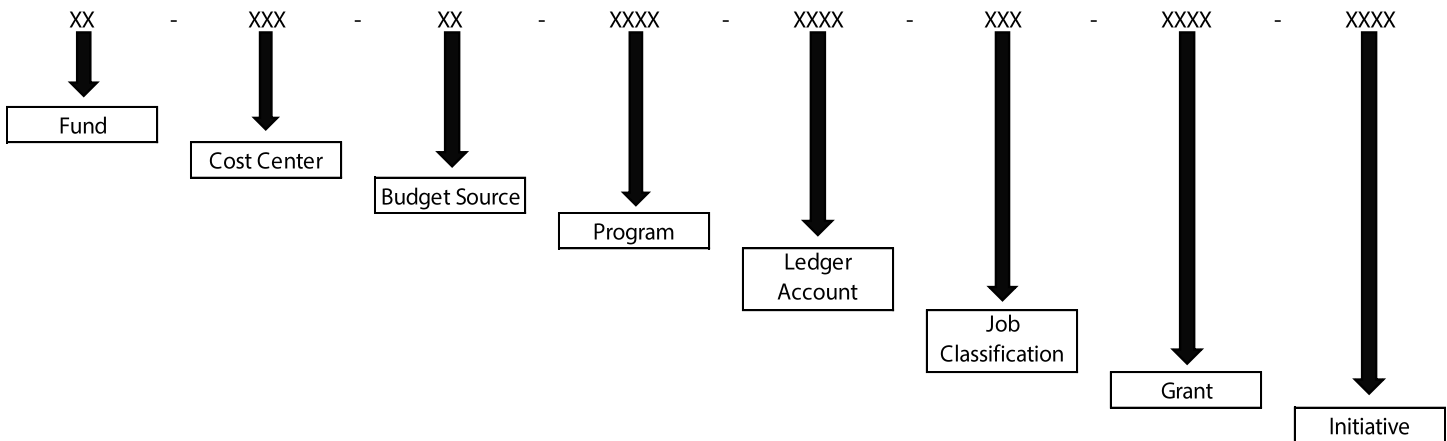 XX - XXX - XX - XXXX - XXXX - XXX - XXXX - XXXX
Fund
Cost Center
Budget Source
Program
Ledger
Account
Job
Classification
Grant
Initiative